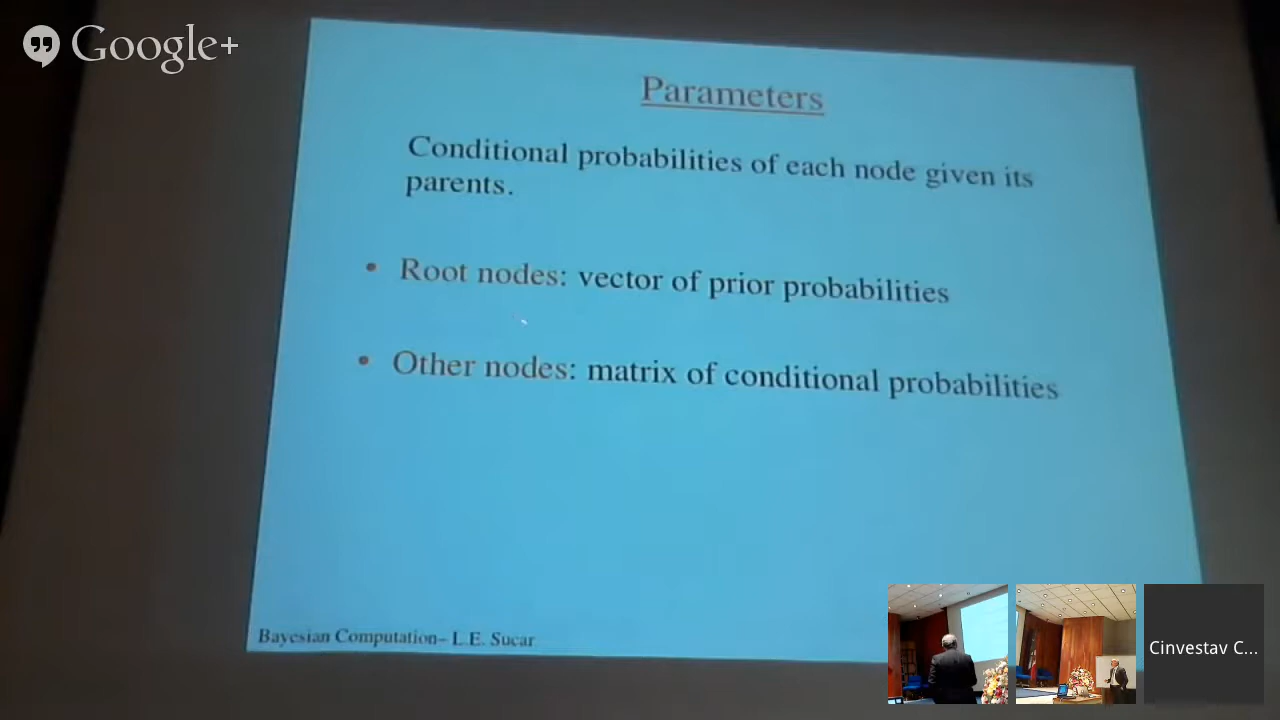 Google+
Parameters
Conditional probabilities of each node given its
parents.
• Root nodes: vector of prior probabilities
• Other nodes: matrix of conditional probabilities
Bayesian Computation– L.E. Sucar
Cinvestav C...